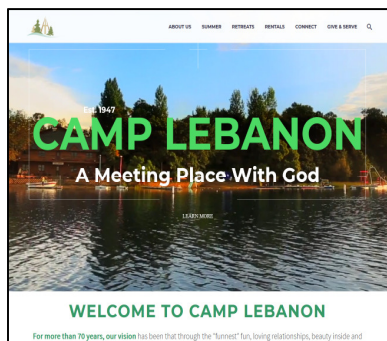 ABOUT US SUMMER RETREATS RENTALS CONNECT GIVE & SERVE
Est. 1947
CAMP LEBANON
A Meeting Place With God
LEARN MORE
WELCOME TO CAMP LEBANON
For more than 70 years, our vision has been that through the "funnest" fun, loving relationships, beauty inside and